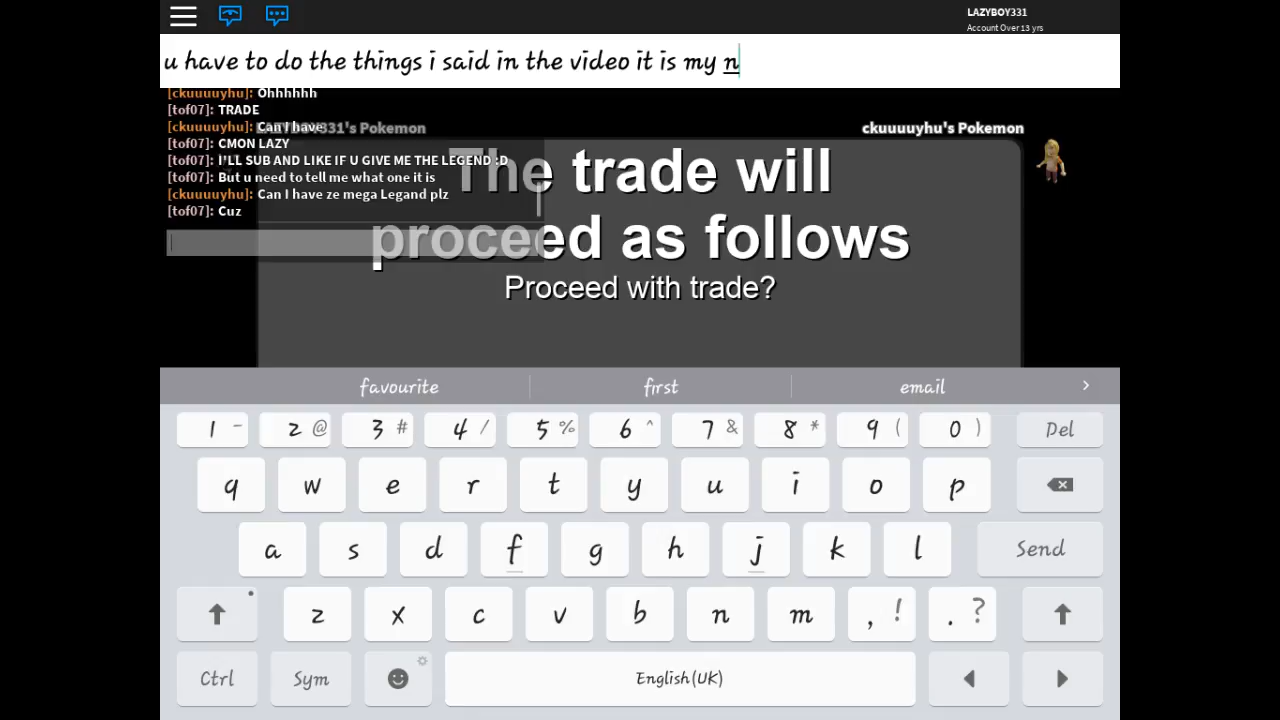 LAZYBOY331
Account Over 13 yrs
u have to do the things i said in the video it is my n
[ckuuuuyhu]: Ohhhhhh
[tof07]: TRADE
[ckuuuuyhu]: Can I have
LAZYBOY331's Pokemon
ckuuuuyhu's Pokemon
[tof07]: CMON LAZY
[tof07]: I'LL SUB AND LIKE IF U GIVE ME THE LEGEND :D
[tof07]: But u need to tell me what one it is
[ckuuuuyhu]: Can I have ze mega Legand plz
[tof07]: Cuz
The trade will
proceed as follows
Proceed with trade?
favourite first email >
1 - 2 @ 3 # 4 / 5 % 6 ^ 7 & 8 * 9 ( 0 ) Del
q w e r t y u i o p
a s d f g h j k l Send
z x c v b n m , ! . ?
Ctrl Sym English(UK)